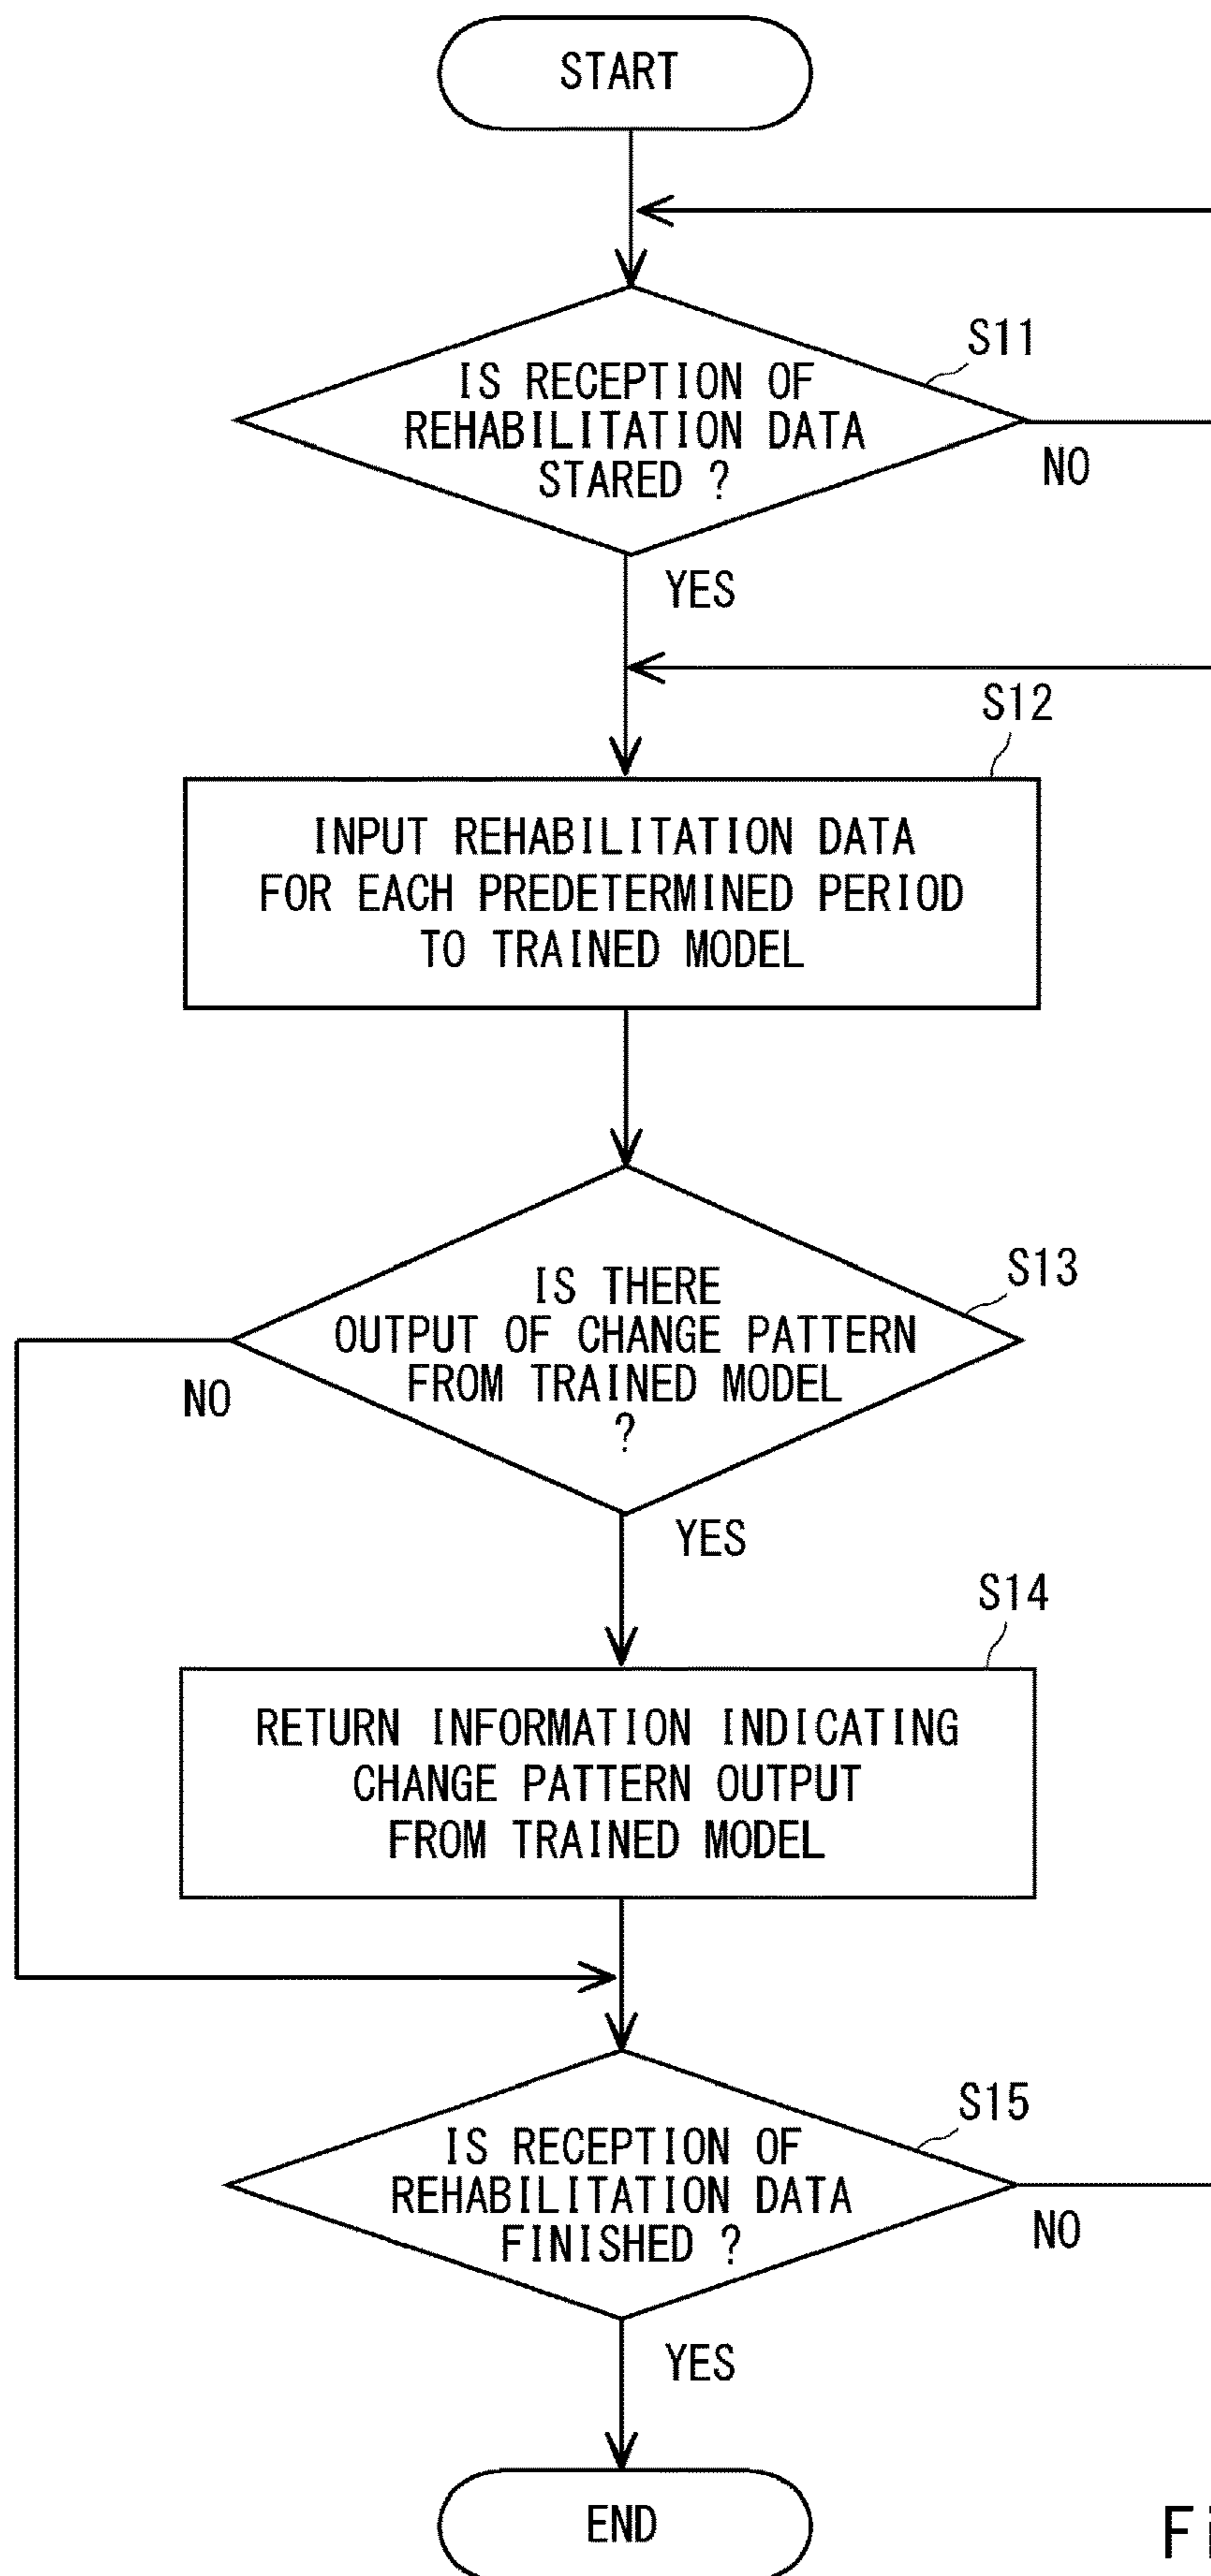 START
S11
IS RECEPTION OF
REHABILITATION DATA
STARED ?
NO
YES
S12
INPUT REHABILITATION DATA
FOR EACH PREDETERMINED PERIOD
TO TRAINED MODEL
S13
IS THERE
OUTPUT OF CHANGE PATTERN
FROM TRAINED MODEL
?
NO
YES
S14
RETURN INFORMATION INDICATING
CHANGE PATTERN OUTPUT
FROM TRAINED MODEL
S15
IS RECEPTION OF
REHABILITATION DATA
FINISHED ?
NO
YES
END